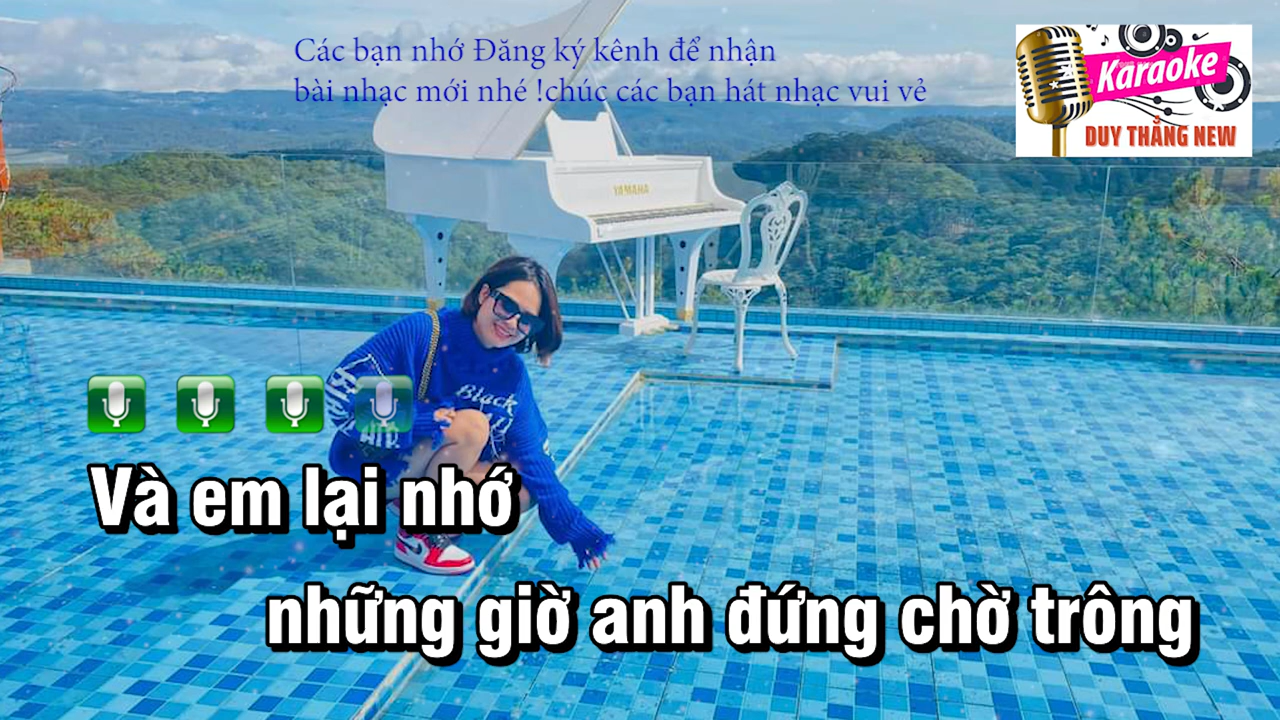 Các bạn nhớ Đăng ký kênh để nhận
bài nhạc mới nhé !chúc các bạn hát nhạc vui vẻ
Karaoke
DUY THẮNG NEW
YAMAHA
Black
Và em lại nhớ
những giờ anh đứng chờ trông